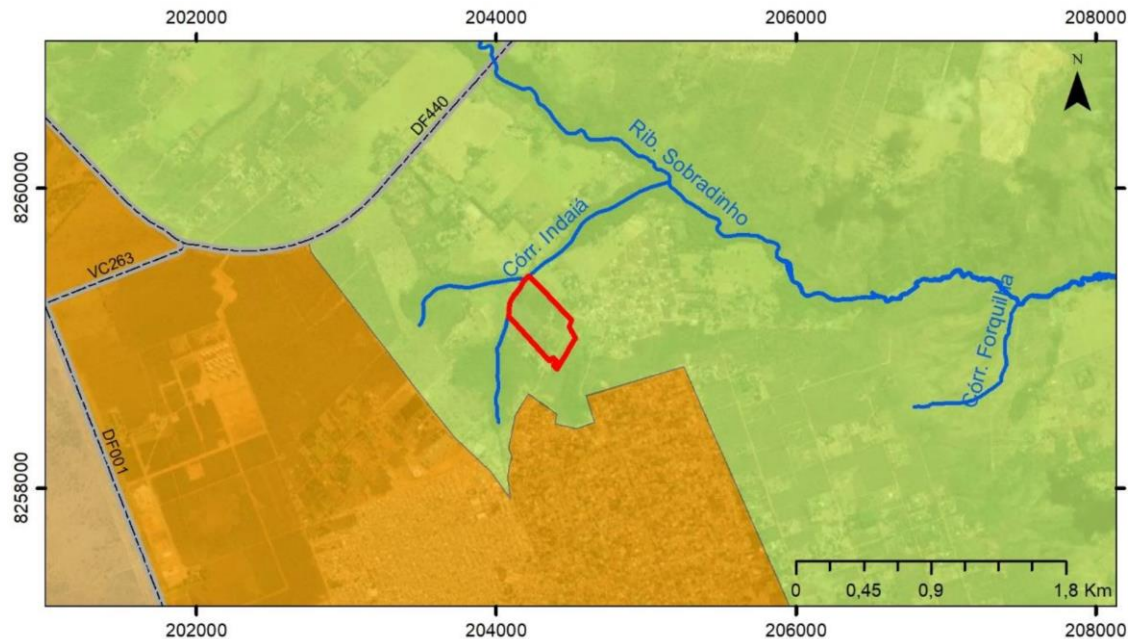 202000 204000 206000 208000
N
DF440
Rib. Sobradinho
8260000
Córr. Indaiá
VC263
Córr. Forquilha
DF001
8258000
0 0,45 0,9 1,8 Km
202000 204000 206000 208000